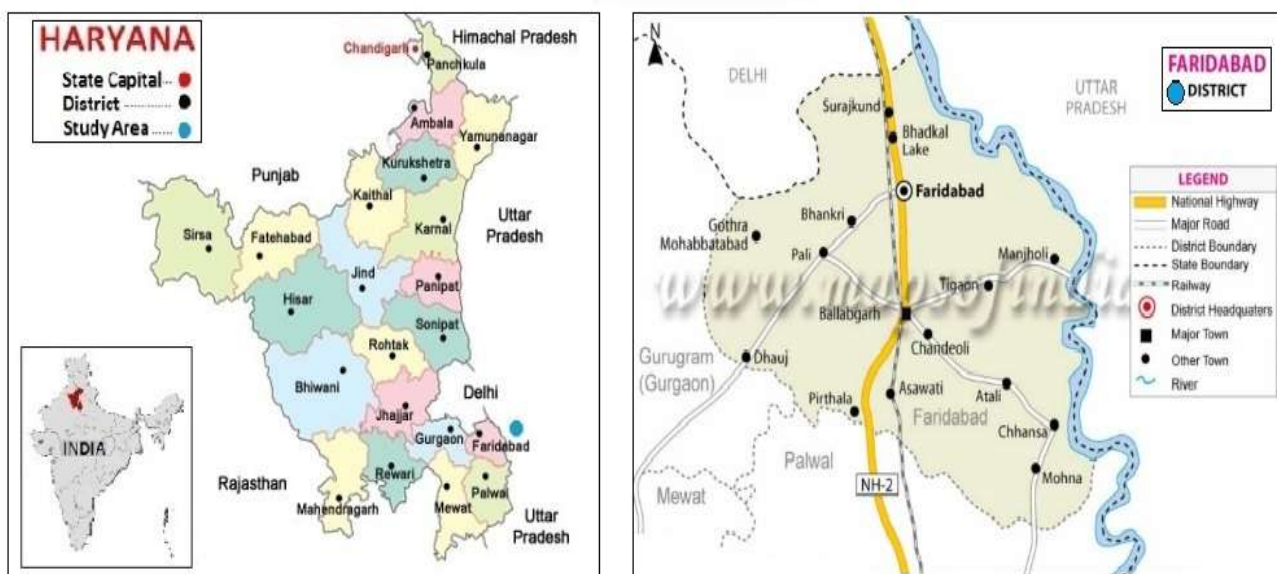 HARYANA
State Capital
District
Study Area
Chandigarh
Himachal Pradesh
Panchkula
Ambala
Yamunanagar
Kurukshetra
Punjab
Kaithal
Uttar
Pradesh
Karnal
Sirsa
Fatehabad
Jind
Panipat
Hisar
Sonipat
Rohtak
Bhiwani
Delhi
Jhajjar
Gurgaon
Faridabad
Rewari
Rajasthan
Palwal
Mahendragarh
Mewat
Uttar
Pradesh
INDIA
N
FARIDABAD
DISTRICT
DELHI
UTTAR
PRADESH
Surajkund
Bhadkal
Lake
Faridabad
Bhankri
Gothra
Mohabbatabad
Pali
Manjholi
Tigaon
www.mapsofindia
Ballabgarh
Chandeoli
Gurugram
(Gurgaon)
Dhauj
Asawati
Atali
Pirthala
Faridabad
Chhansa
Palwal
Mohna
NH-2
Mewat
LEGEND
National Highway
Major Road
District Boundary
State Boundary
Railway
District Headquaters
Major Town
Other Town
River